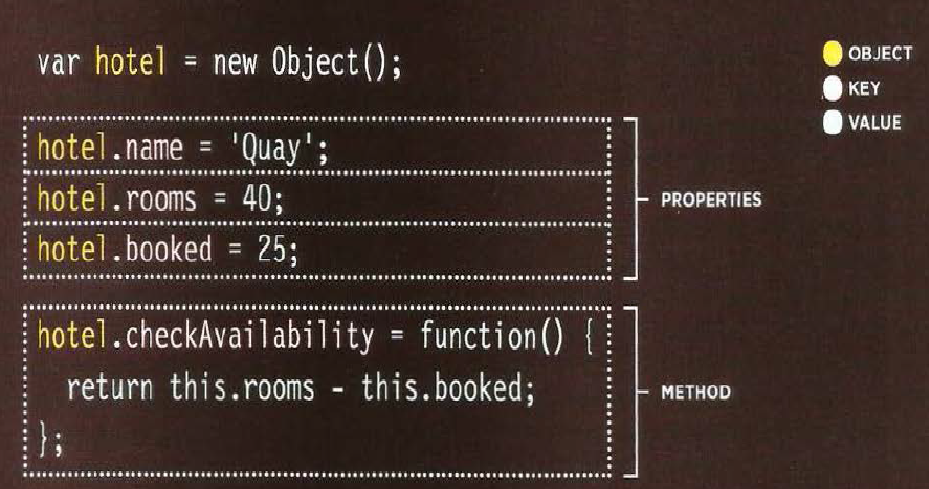 var hotel = new Object();
OBJECT
KEY
VALUE
hotel.name = 'Quay';
hotel.rooms = 40;
hotel.booked = 25;
PROPERTIES
hotel.checkAvailability = function() {
return this.rooms - this.booked;
};
METHOD